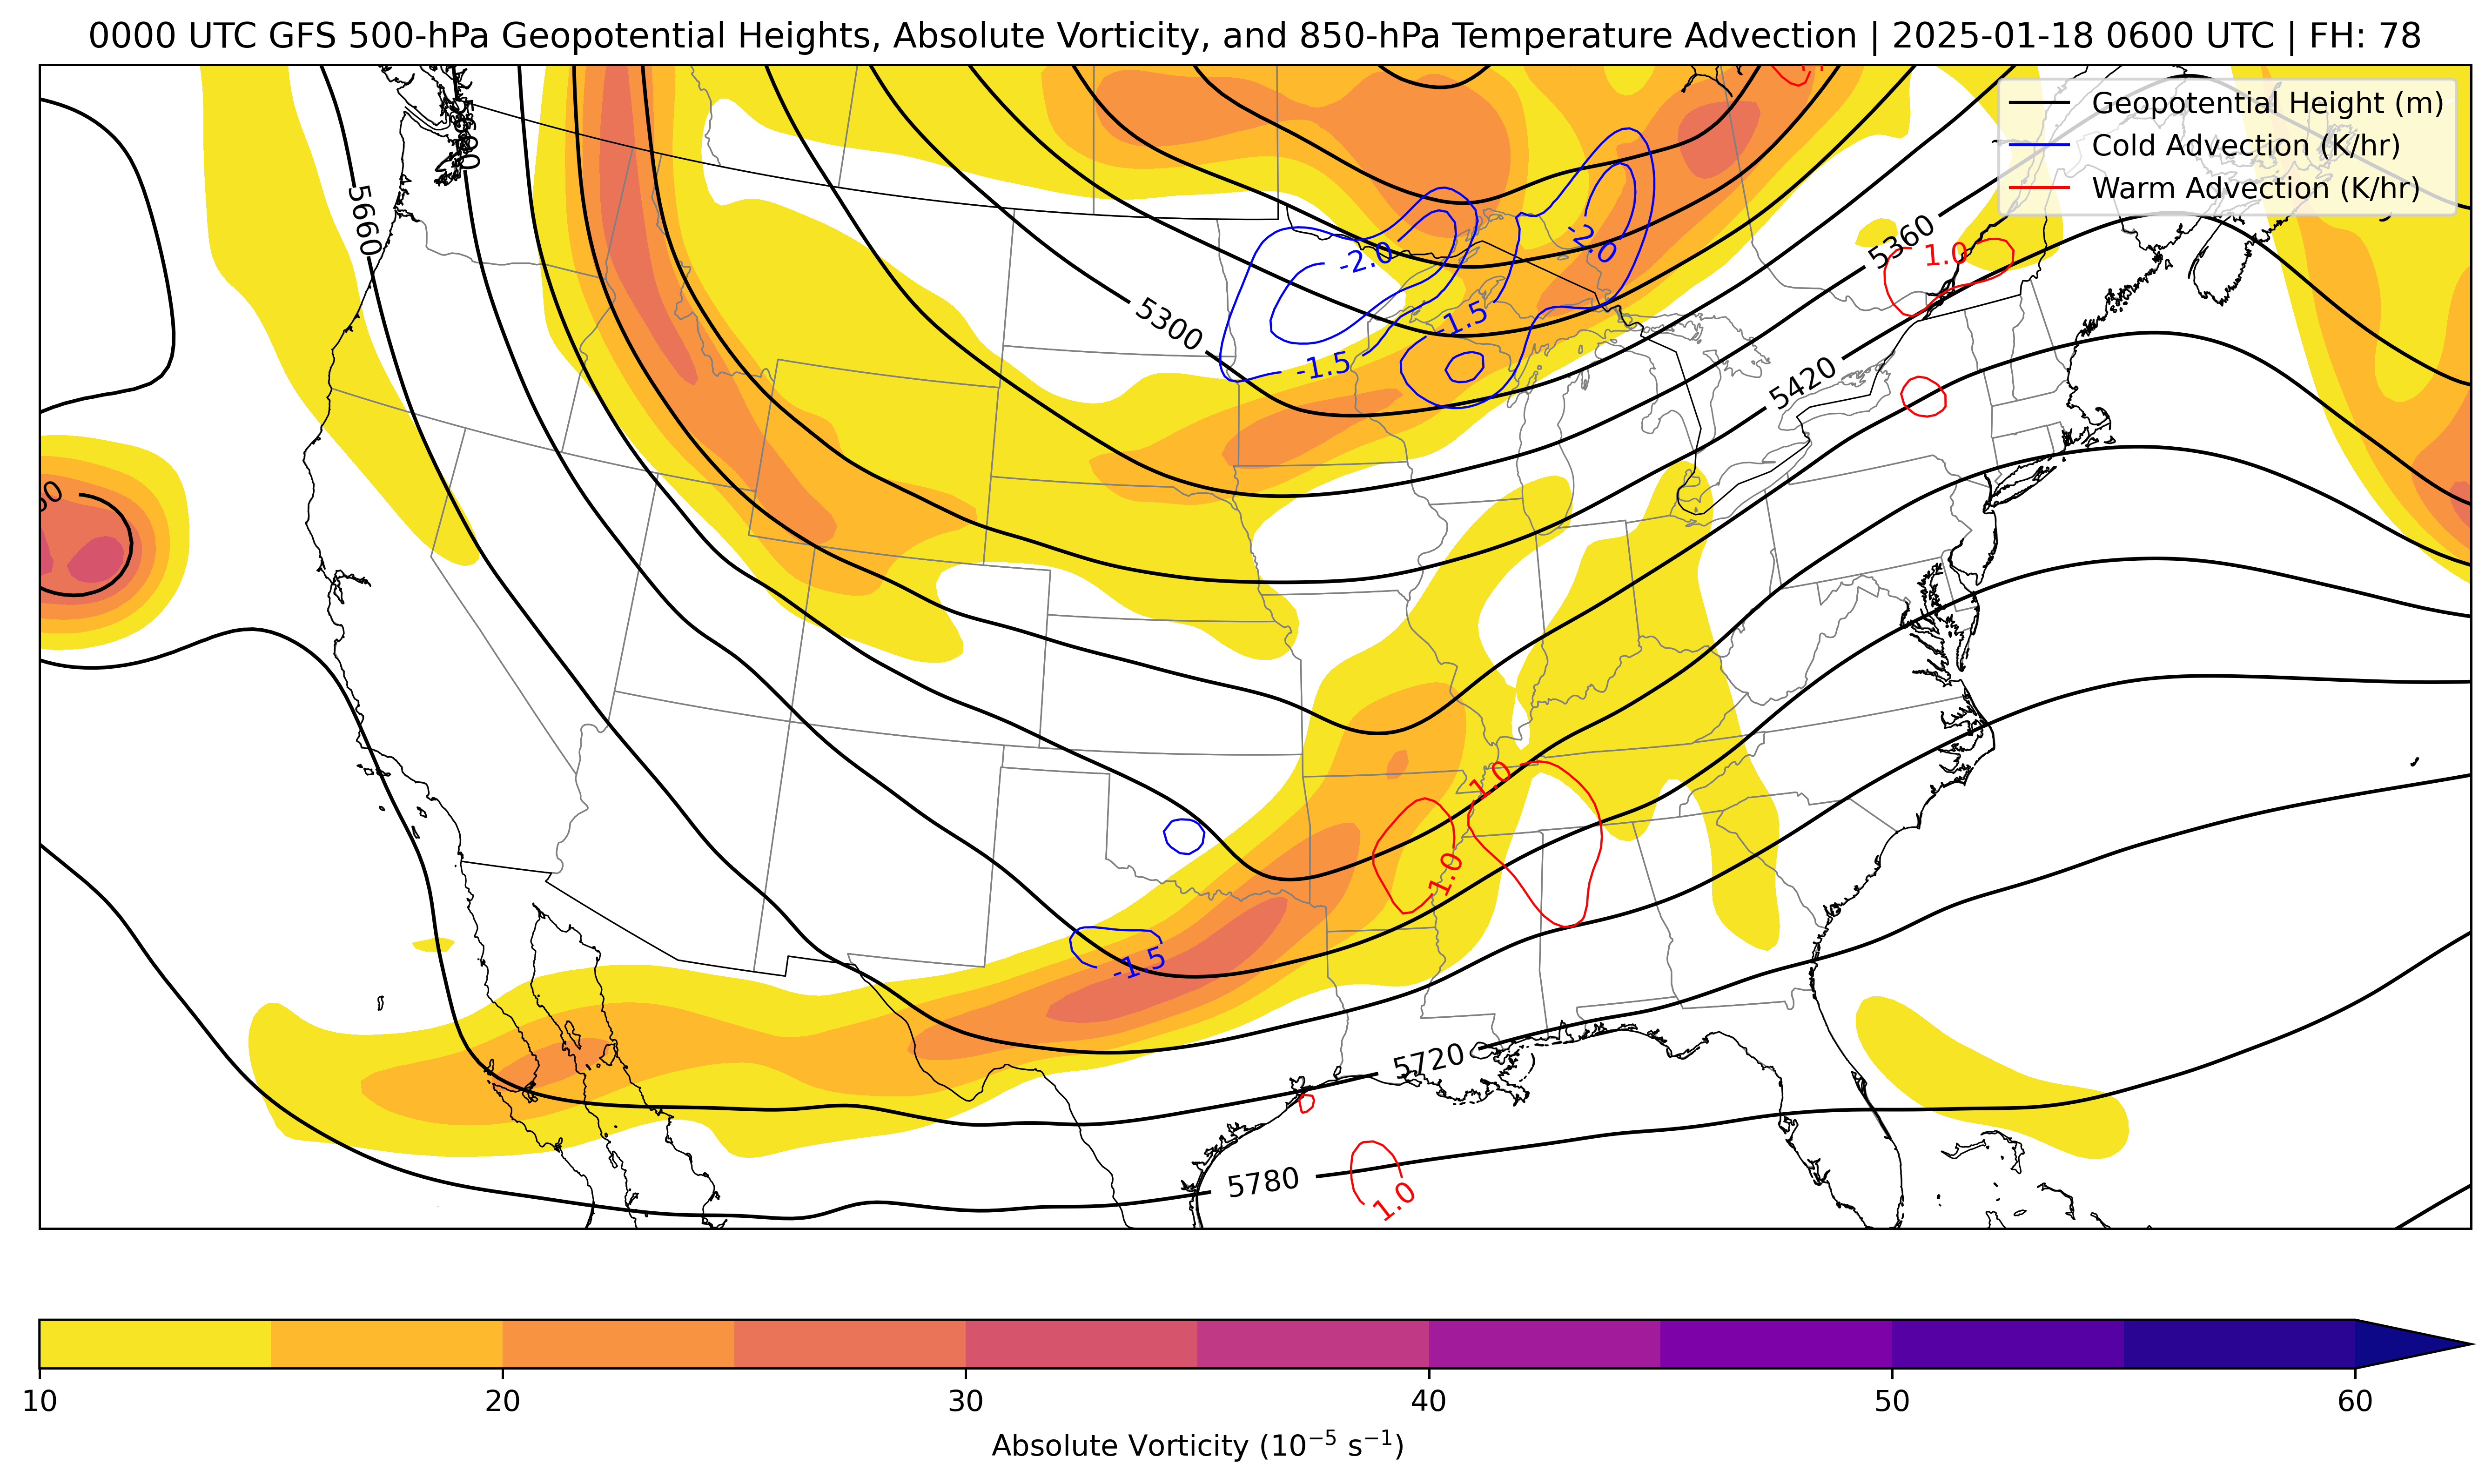 0000 UTC GFS 500-hPa Geopotential Heights, Absolute Vorticity, and 850-hPa Temperature Advection | 2025-01-18 0600 UTC | FH: 78
Geopotential Height (m)
Cold Advection (K/hr)
Warm Advection (K/hr)
5660
5360
1.0
-2.0
-2.0
-1.5
5300
-1.5
5420
1.0
1.0
-1.5
5720
5780
1.0
10 20 30 40 50 60
Absolute Vorticity (10⁻⁵ s⁻¹)